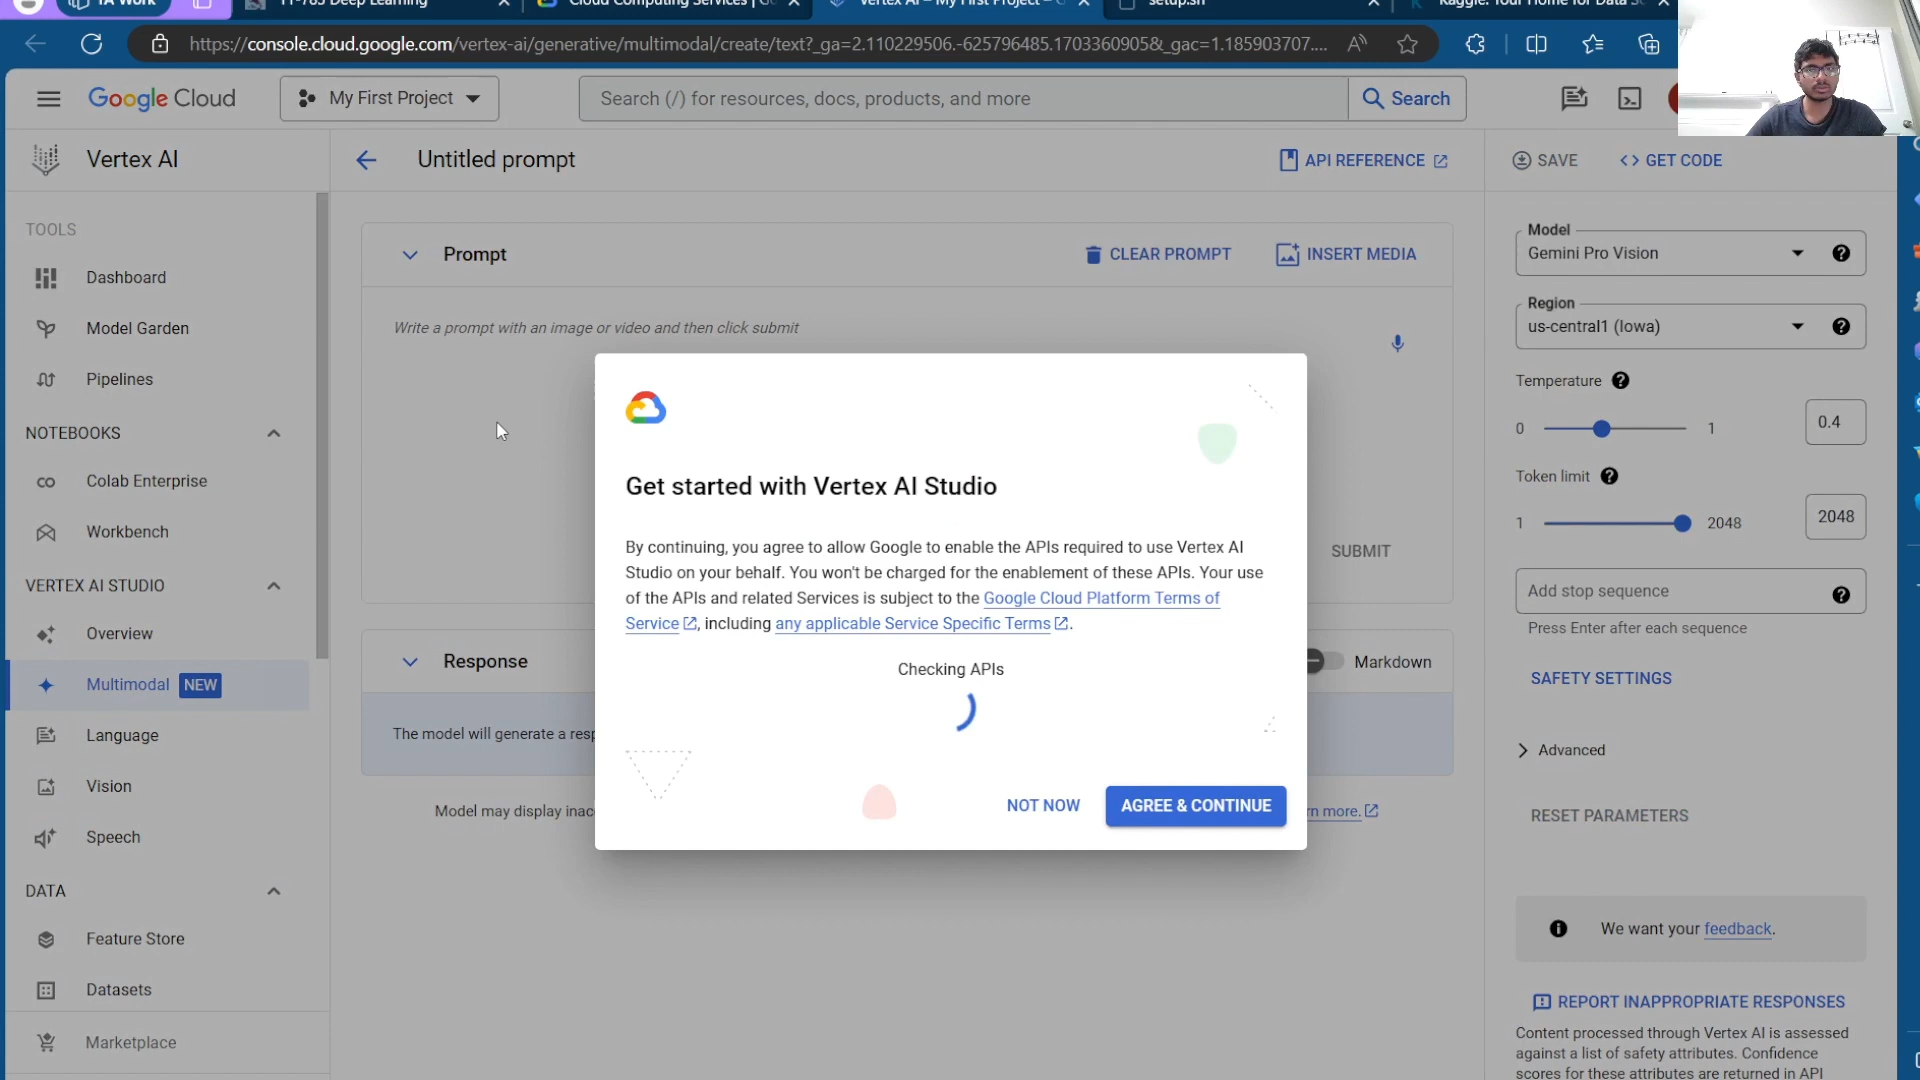 TA Work
11-785 Deep Learning
Cloud Computing Services | Go
Vertex AI – My First Project – G
setup.sh
Kaggle: Your Home for Data Sc
https://console.cloud.google.com/vertex-ai/generative/multimodal/create/text?_ga=2.110229506.-625796485.1703360905&_gac=1.185903707....
Google Cloud
My First Project
Search (/) for resources, docs, products, and more
Search
Vertex AI
Untitled prompt
API REFERENCE
SAVE
<> GET CODE
TOOLS
Dashboard
Model Garden
Pipelines
NOTEBOOKS
Colab Enterprise
Workbench
VERTEX AI STUDIO
Overview
Multimodal NEW
Language
Vision
Speech
DATA
Feature Store
Datasets
Marketplace
Prompt
CLEAR PROMPT
INSERT MEDIA
Write a prompt with an image or video and then click submit
SUBMIT
Response
Markdown
The model will generate a resp
Model may display inac
rn more.
Get started with Vertex AI Studio
By continuing, you agree to allow Google to enable the APIs required to use Vertex AI
Studio on your behalf. You won't be charged for the enablement of these APIs. Your use
of the APIs and related Services is subject to the Google Cloud Platform Terms of
Service, including any applicable Service Specific Terms.
Checking APIs
NOT NOW
AGREE & CONTINUE
Model
Gemini Pro Vision
Region
us-central1 (Iowa)
Temperature
0
1
0.4
Token limit
1
2048
2048
Add stop sequence
Press Enter after each sequence
SAFETY SETTINGS
Advanced
RESET PARAMETERS
We want your feedback.
REPORT INAPPROPRIATE RESPONSES
Content processed through Vertex AI is assessed
against a list of safety attributes. Confidence
scores for these attributes are returned in API